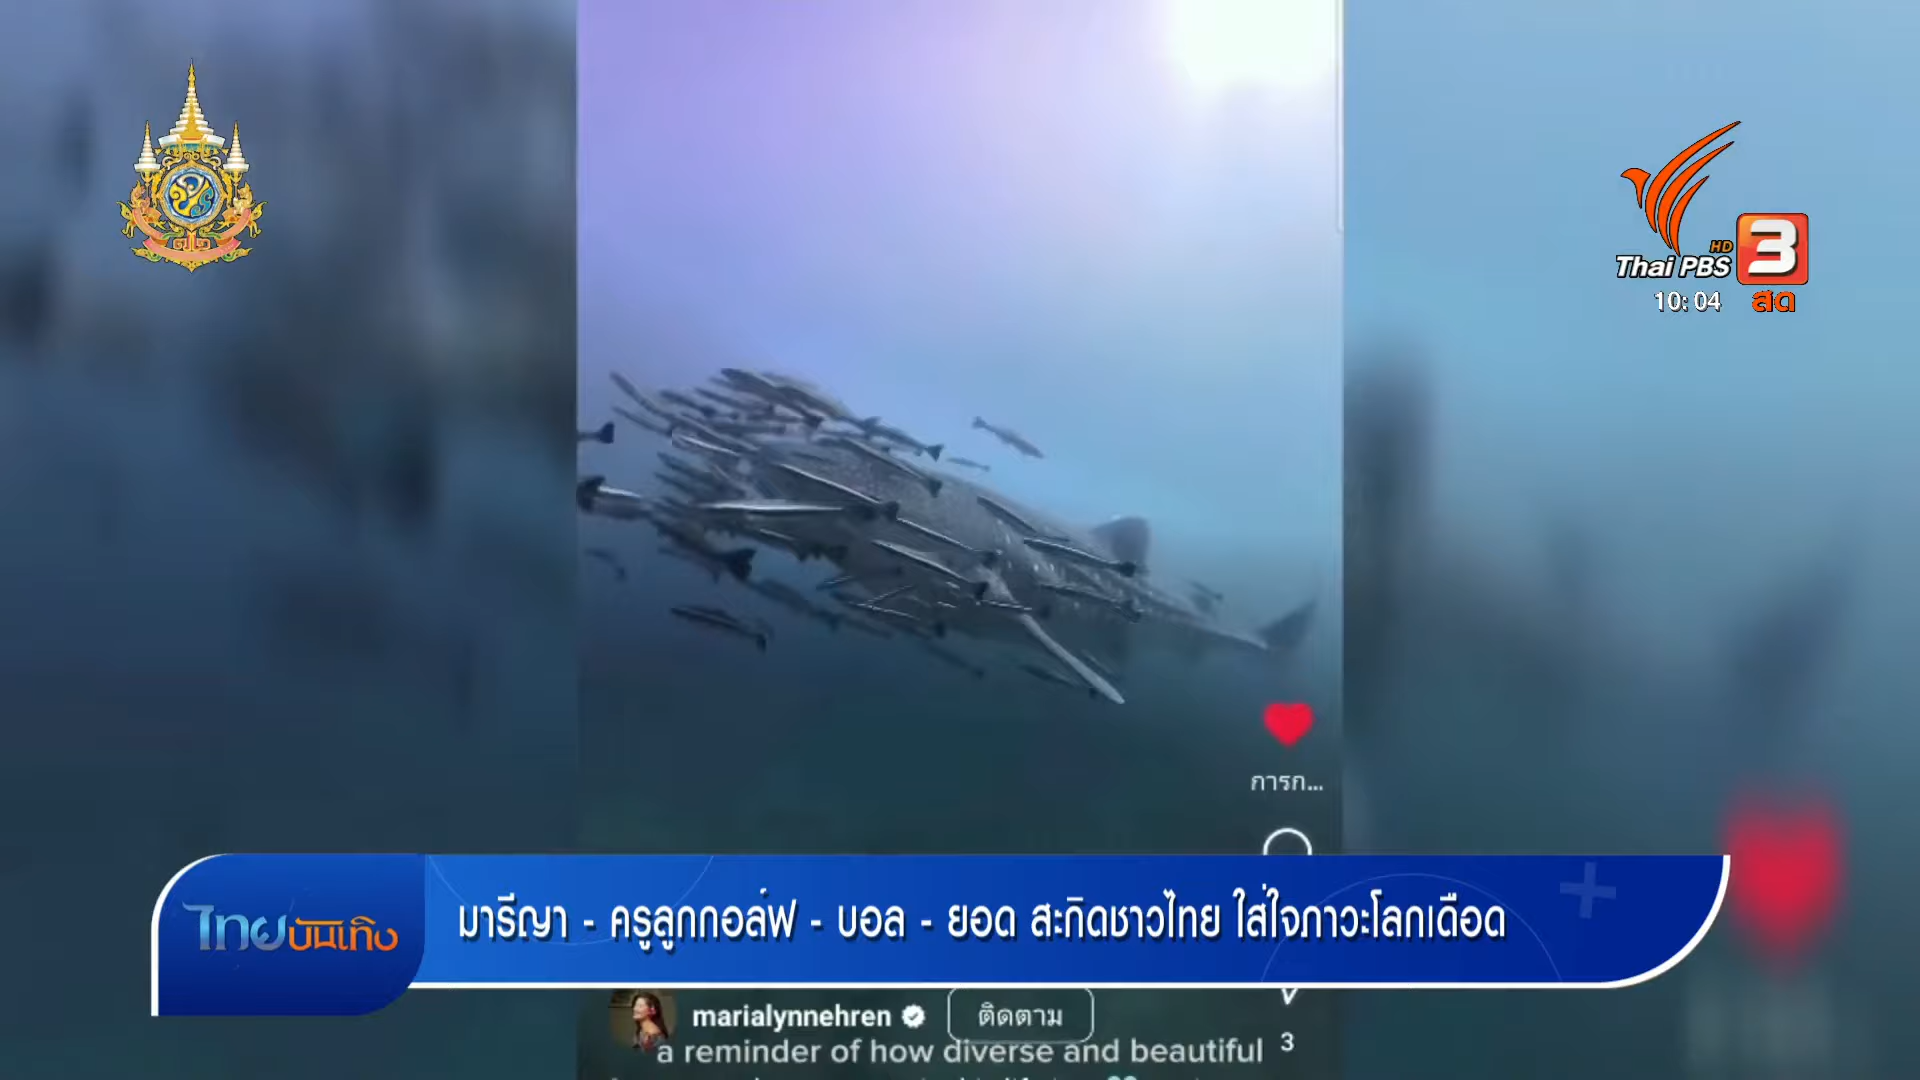 HD
Thai PBS 3
10:04 สด
การก...
ไทยบันเทิง
มารีญา - ครูลูกกอล์ฟ - บอล - ยอด สะกิดชาวไทย ใส่ใจภาวะโลกเดือด
marialynnehren ติดตาม
3
a reminder of how diverse and beautiful